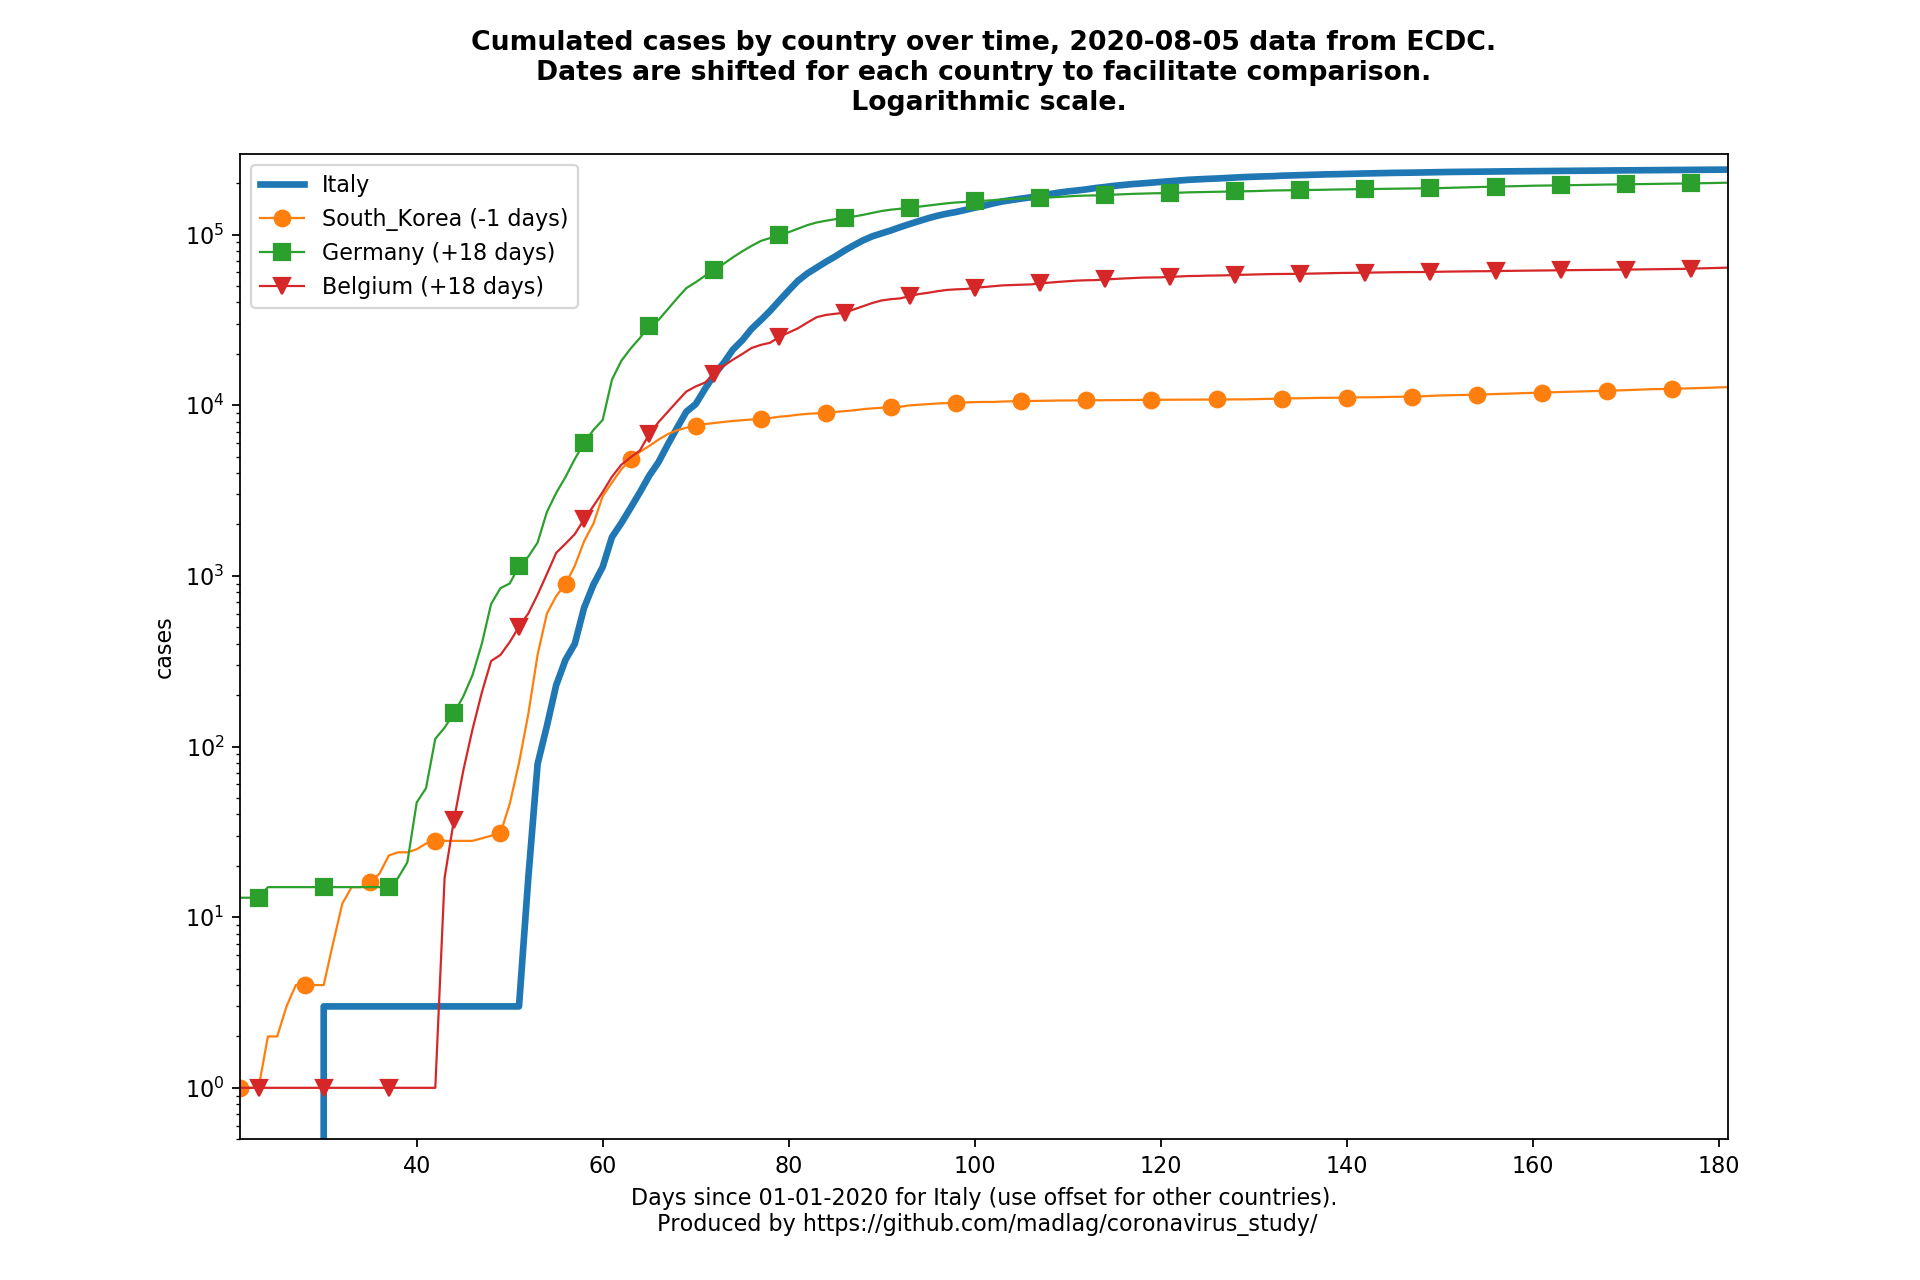 Cumulated cases by country over time, 2020-08-05 data from ECDC.
Dates are shifted for each country to facilitate comparison.
Logarithmic scale.
Italy
South_Korea (-1 days)
Germany (+18 days)
Belgium (+18 days)
cases
10^5
10^4
10^3
10^2
10^1
10^0
40 60 80 100 120 140 160 180
Days since 01-01-2020 for Italy (use offset for other countries).
Produced by https://github.com/madlag/coronavirus_study/